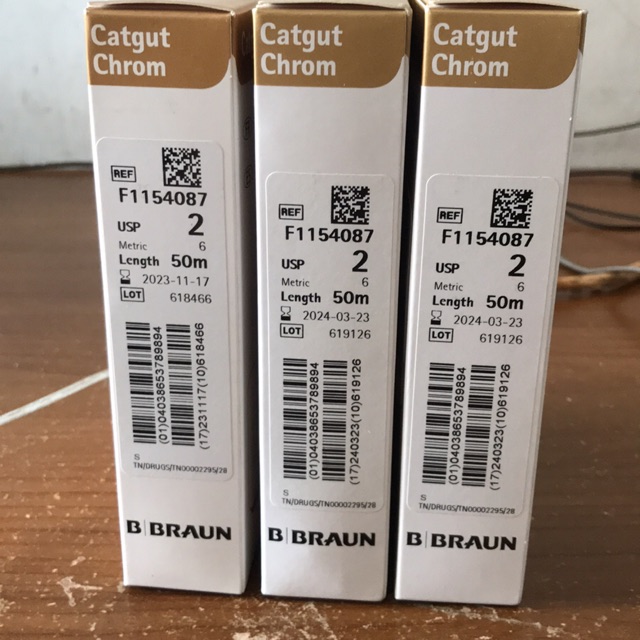 Catgut
Chrom
REF
F1154087
USP 2
Metric 6
Length 50m
2023-11-17
LOT 618466
(01)04038653789894
(17)231117(10)618466
S
TN/DRUGS/TN00002295/28
B|BRAUN
Catgut
Chrom
REF
F1154087
USP 2
Metric 6
Length 50m
2024-03-23
LOT 619126
(01)04038653789894
(17)240323(10)619126
S
TN/DRUGS/TN00002295/28
B|BRAUN
Catgut
Chrom
REF
F1154087
USP 2
Metric 6
Length 50m
2024-03-23
LOT 619126
(01)04038653789894
(17)240323(10)619126
S
TN/DRUGS/TN00002295/28
B|BRAUN